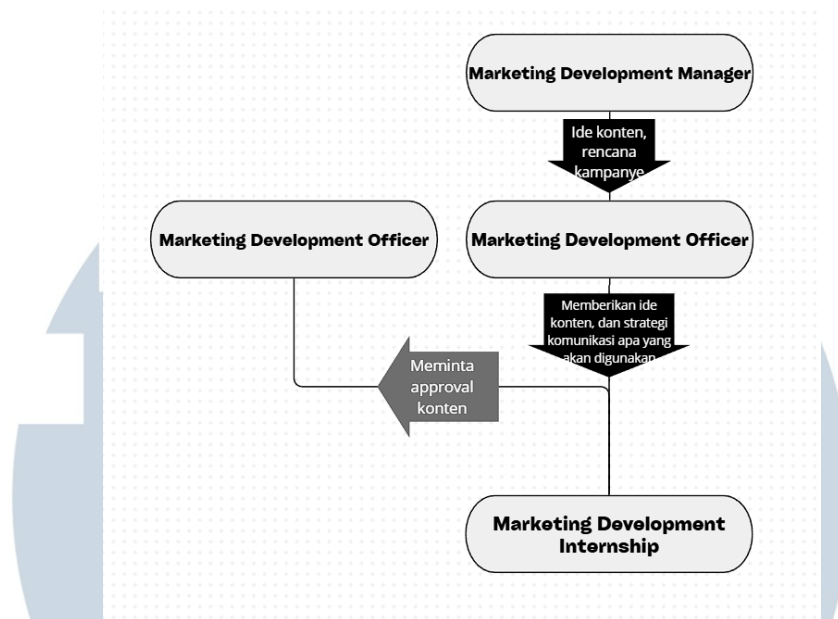 Marketing Development Manager
Ide konten,
rencana
kampanye
Marketing Development Officer
Marketing Development Officer
Memberikan ide
konten, dan strategi
komunikasi apa yang
akan digunakan
Meminta
approval
konten
Marketing Development
Internship